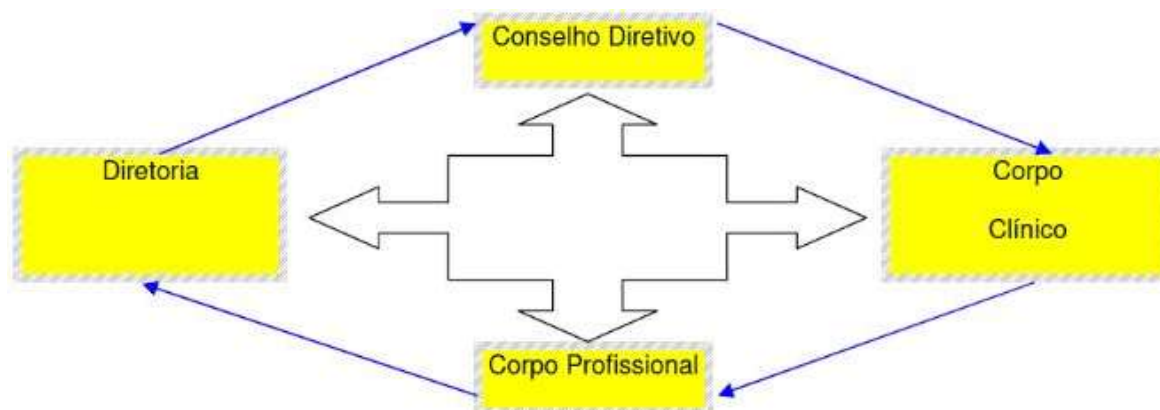 Conselho Diretivo
Diretoria
Corpo
Clínico
Corpo Profissional